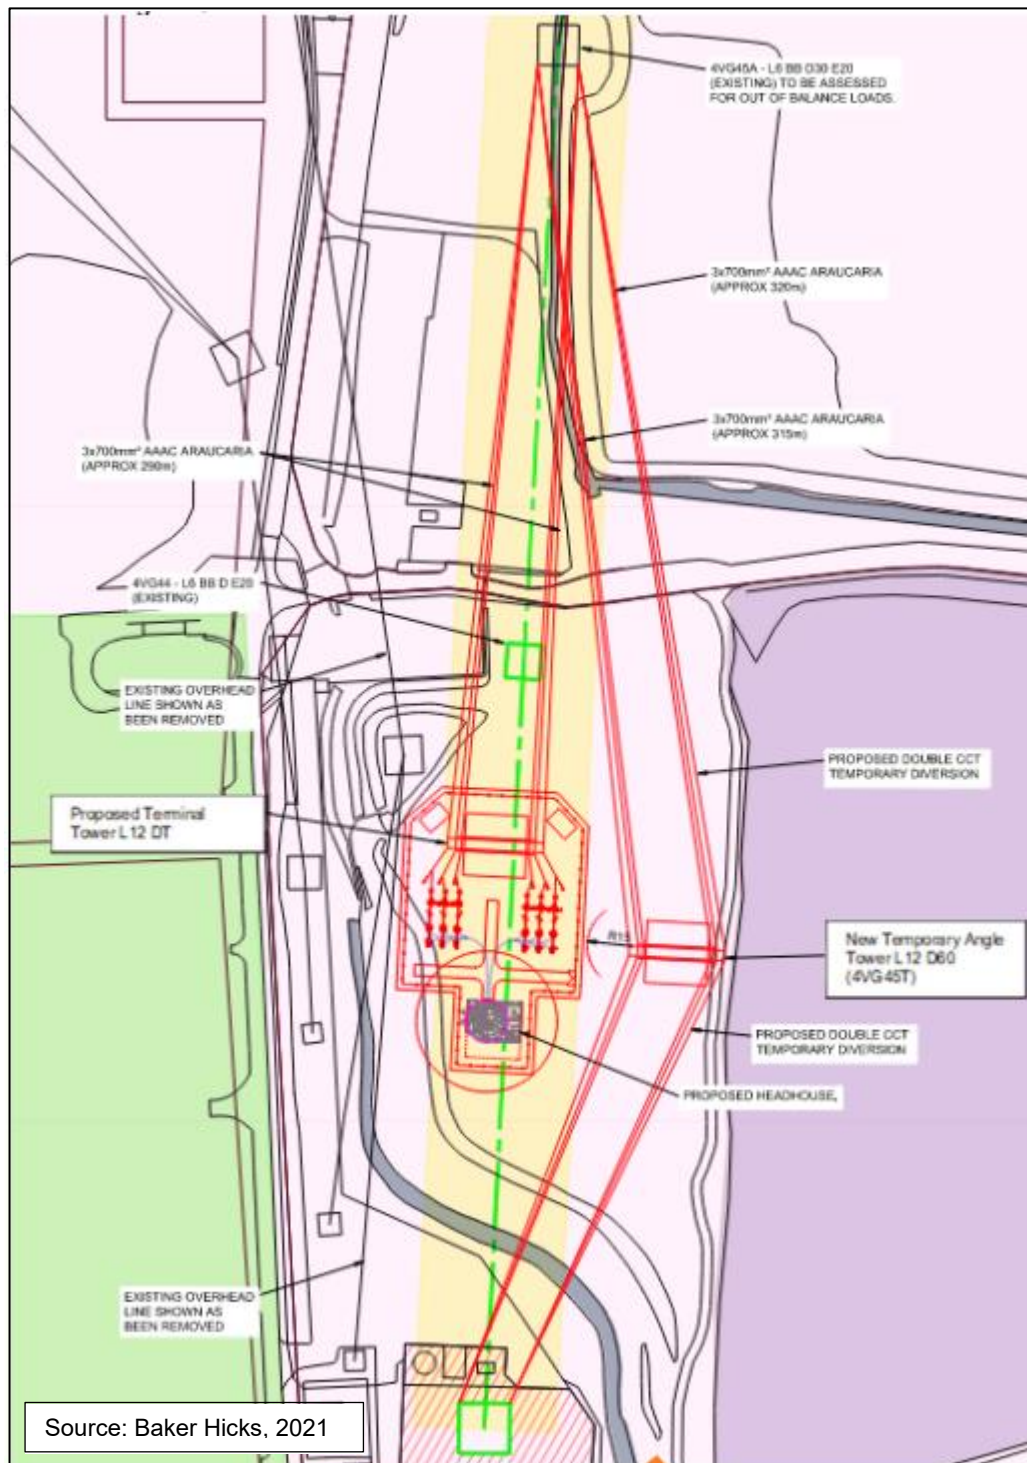 4VG45A - L6 BB D30 E20
(EXISTING) TO BE ASSESSED
FOR OUT OF BALANCE LOADS.
3x700mm² AAAC ARAUCARIA
(APPROX 320m)
3x700mm² AAAC ARAUCARIA
(APPROX 315m)
3x700mm² AAAC ARAUCARIA
(APPROX 290m)
4VG44 - L6 BB D E20
(EXISTING)
EXISTING OVERHEAD
LINE SHOWN AS
BEEN REMOVED
PROPOSED DOUBLE CCT
TEMPORARY DIVERSION
Proposed Terminal
Tower L12 DT
R15
New Temporary Angle
Tower L12 D60
(4VG45T)
PROPOSED DOUBLE CCT
TEMPORARY DIVERSION
PROPOSED HEADHOUSE,
EXISTING OVERHEAD
LINE SHOWN AS
BEEN REMOVED
Source: Baker Hicks, 2021